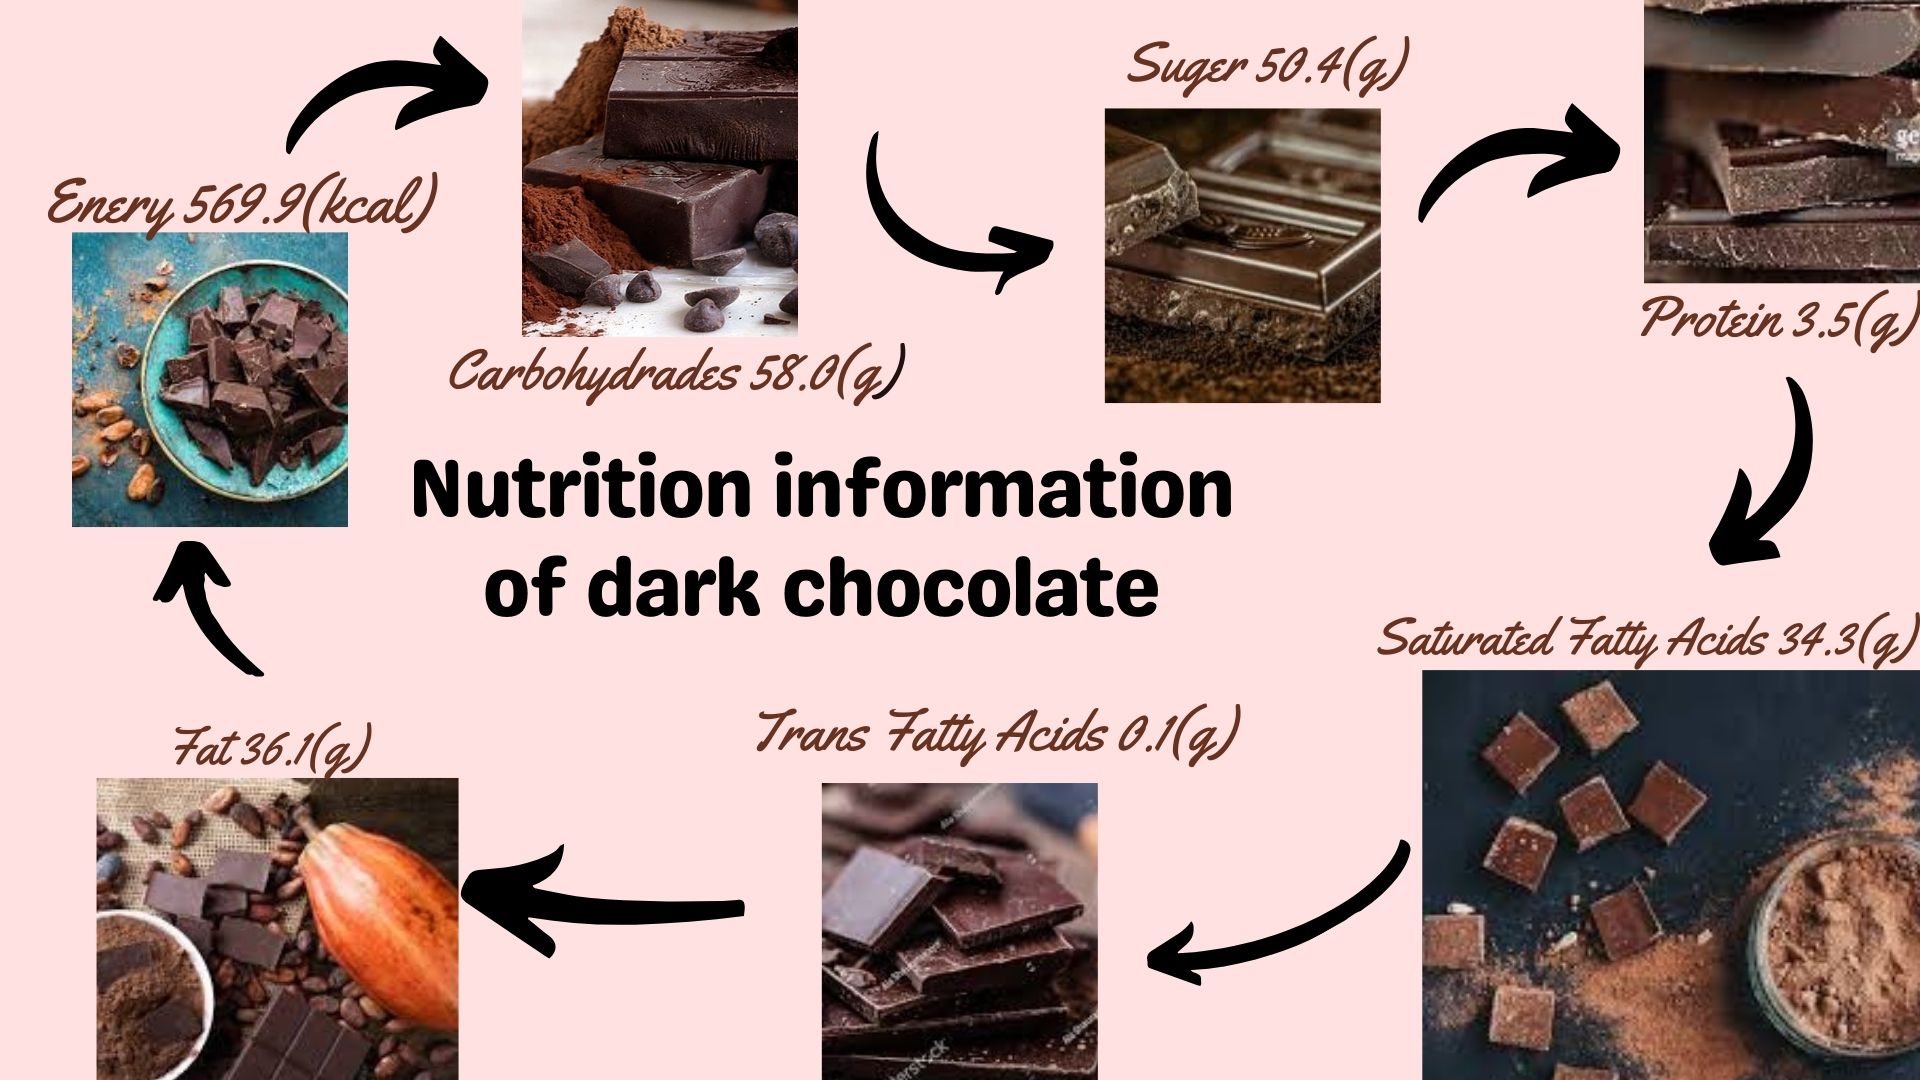 Suger 50.4(g)
Enery 569.9(kcal)
Protein 3.5(g)
Carbohydrades 58.0(g)
Nutrition information
of dark chocolate
Saturated Fatty Acids 34.3(g)
Trans Fatty Acids 0.1(g)
Fat 36.1(g)